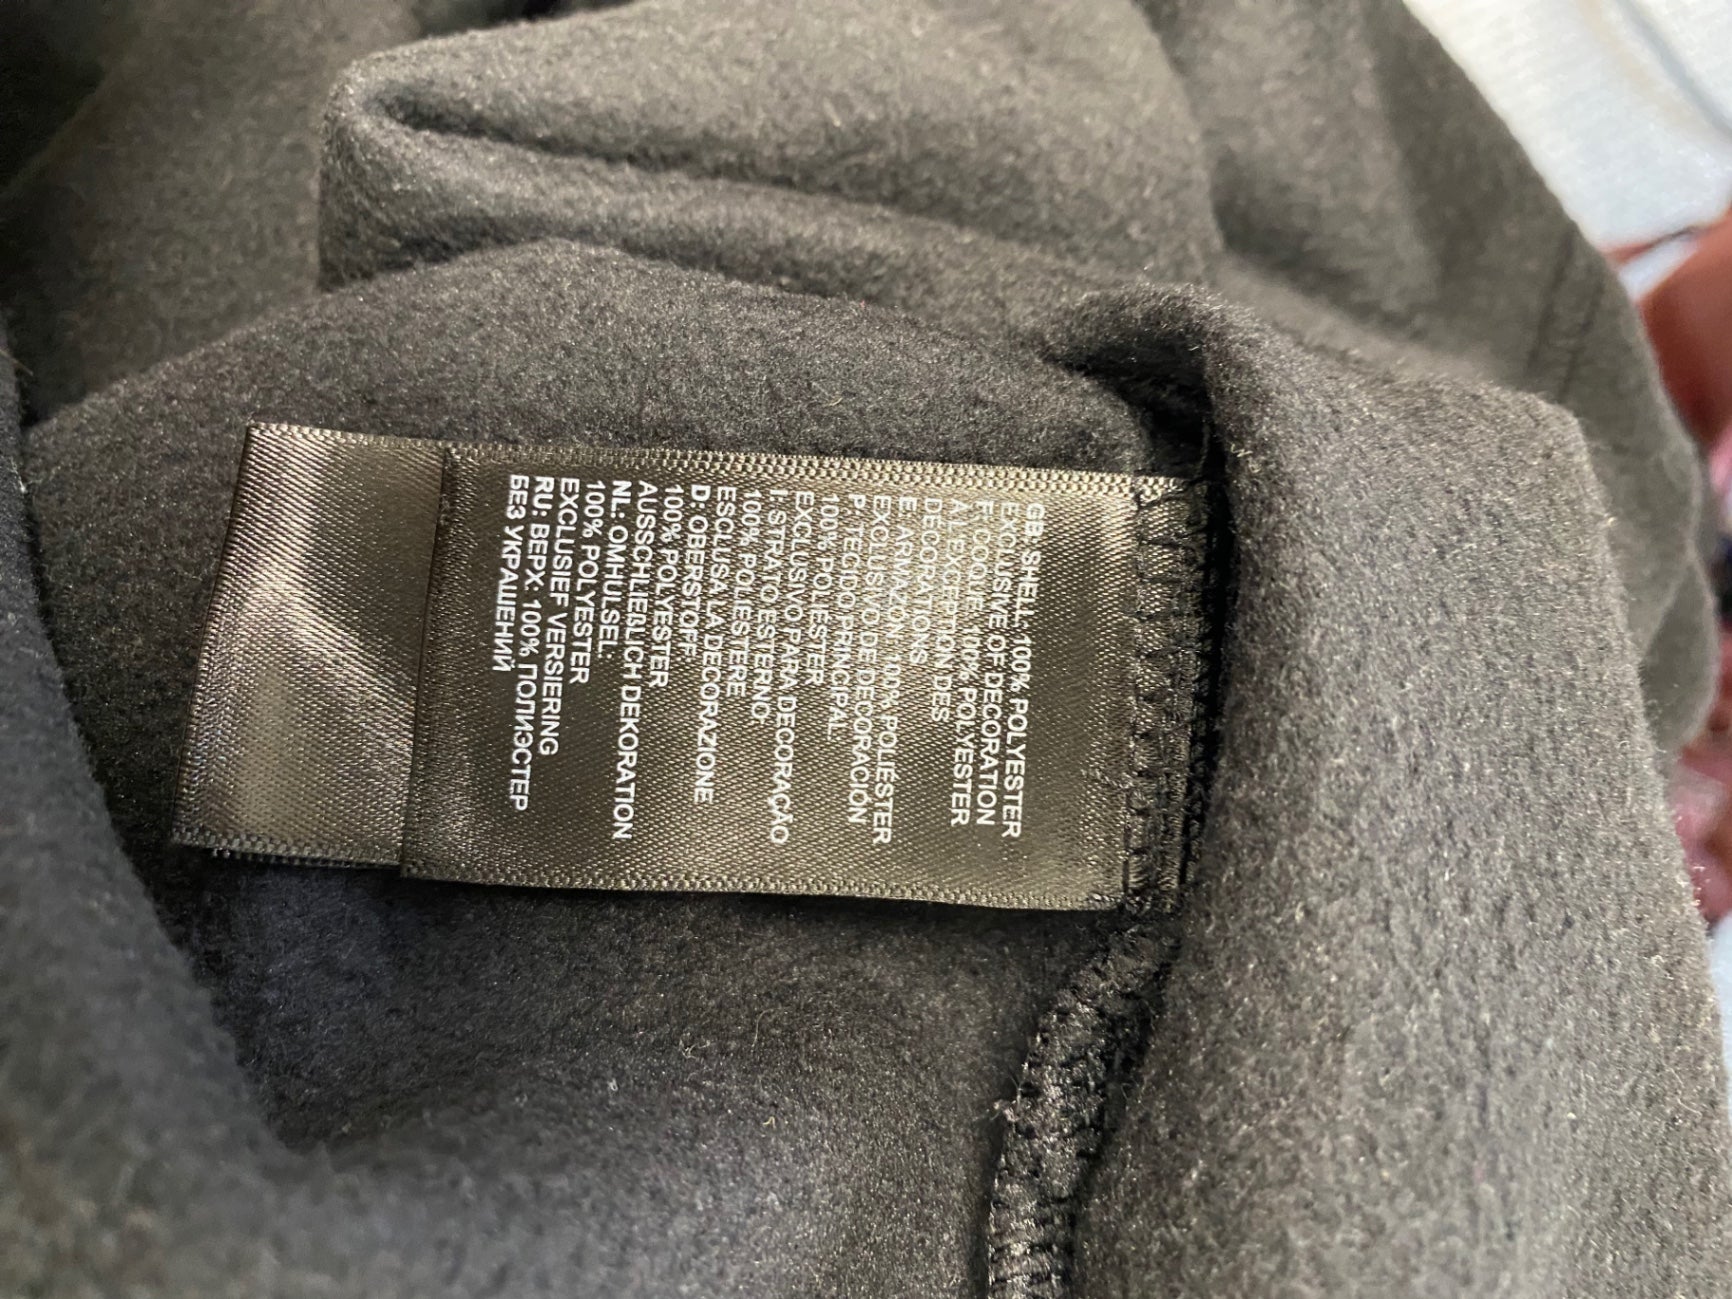 GB: SHELL: 100% POLYESTER
EXCLUSIVE OF DECORATION
F: COQUE: 100% POLYESTER
A L'EXCEPTION DES
DECORATIONS
E: ARMAZON: 100% POLIÉSTER
EXCLUSIVO DE DECORACIÓN
P: TECIDO PRINCIPAL:
100% POLIÉSTER
EXCLUSIVO PARA DECORAÇÃO
I: STRATO ESTERNO:
100% POLIESTERE
ESCLUSA LA DECORAZIONE
D: OBERSTOFF:
100% POLYESTER
AUSSCHLIEßLICH DEKORATION
NL: OMHULSEL:
100% POLYESTER
EXCLUSIEF VERSIERING
RU: ВЕРХ: 100% ПОЛИЭСТЕР
БЕЗ УКРАШЕНИЙ